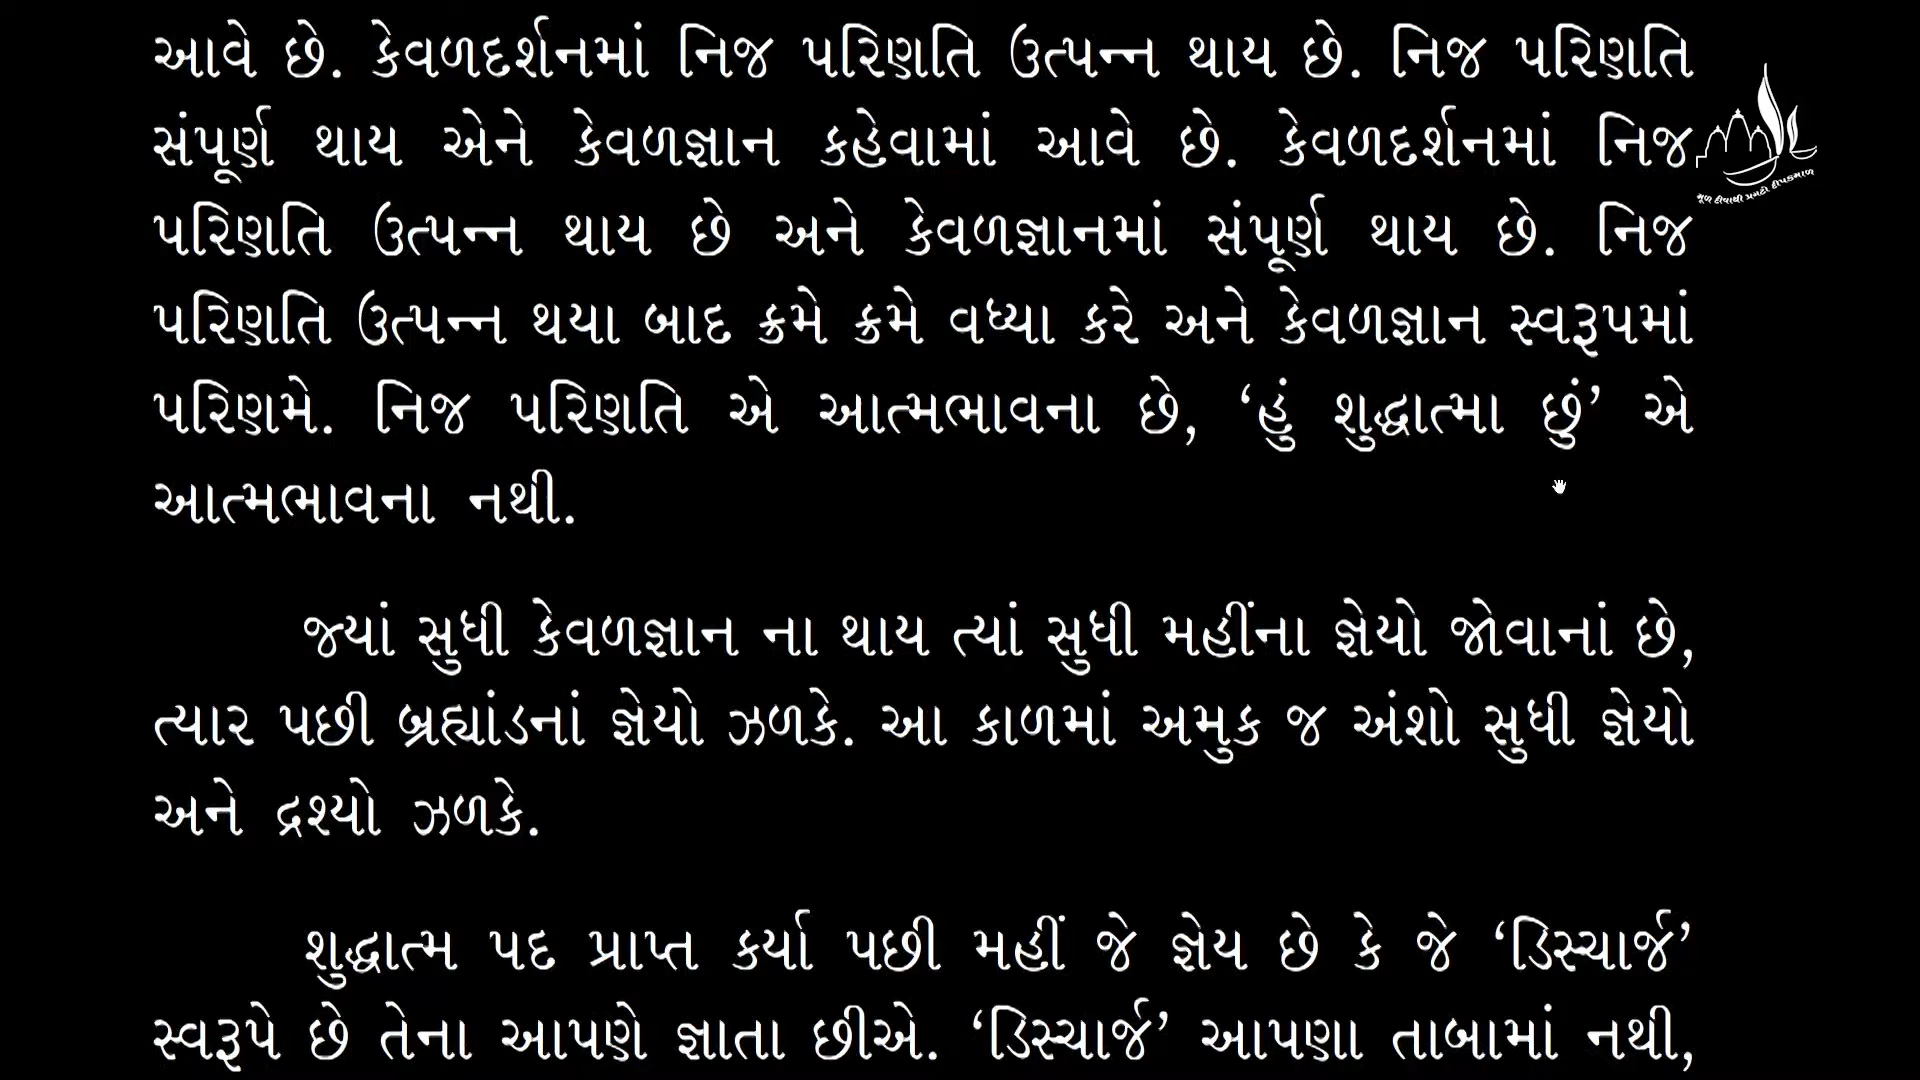 આવે છે. કેવળદર્શનમાં નિજ પરિણતિ ઉત્પન્ન થાય છે. નિજ પરિણતિ
સંપૂર્ણ થાય એને કેવળજ્ઞાન કહેવામાં આવે છે. કેવળદર્શનમાં નિજ
પરિણતિ ઉત્પન્ન થાય છે અને કેવળજ્ઞાનમાં સંપૂર્ણ થાય છે. નિજ
પરિણતિ ઉત્પન્ન થયા બાદ ક્રમે ક્રમે વધ્યા કરે અને કેવળજ્ઞાન સ્વરૂપમાં
પરિણમે. નિજ પરિણતિ એ આત્મભાવના છે, ‘હું શુદ્ધાત્મા છું’ એ
આત્મભાવના નથી.
જ્યાં સુધી કેવળજ્ઞાન ના થાય ત્યાં સુધી મહીંના જ્ઞેયો જોવાનાં છે,
ત્યાર પછી બ્રહ્માંડનાં જ્ઞેયો ઝળકે. આ કાળમાં અમુક જ અંશો સુધી જ્ઞેયો
અને દ્રશ્યો ઝળકે.
શુદ્ધાત્મ પદ પ્રાપ્ત કર્યા પછી મહીં જે જ્ઞેય છે કે જે ‘ડિસ્ચાર્જ’
સ્વરૂપે છે તેના આપણે જ્ઞાતા છીએ. ‘ડિસ્ચાર્જ’ આપણા તાબામાં નથી,
મૂળ દીવાથી પ્રગટી દીપકમાળ